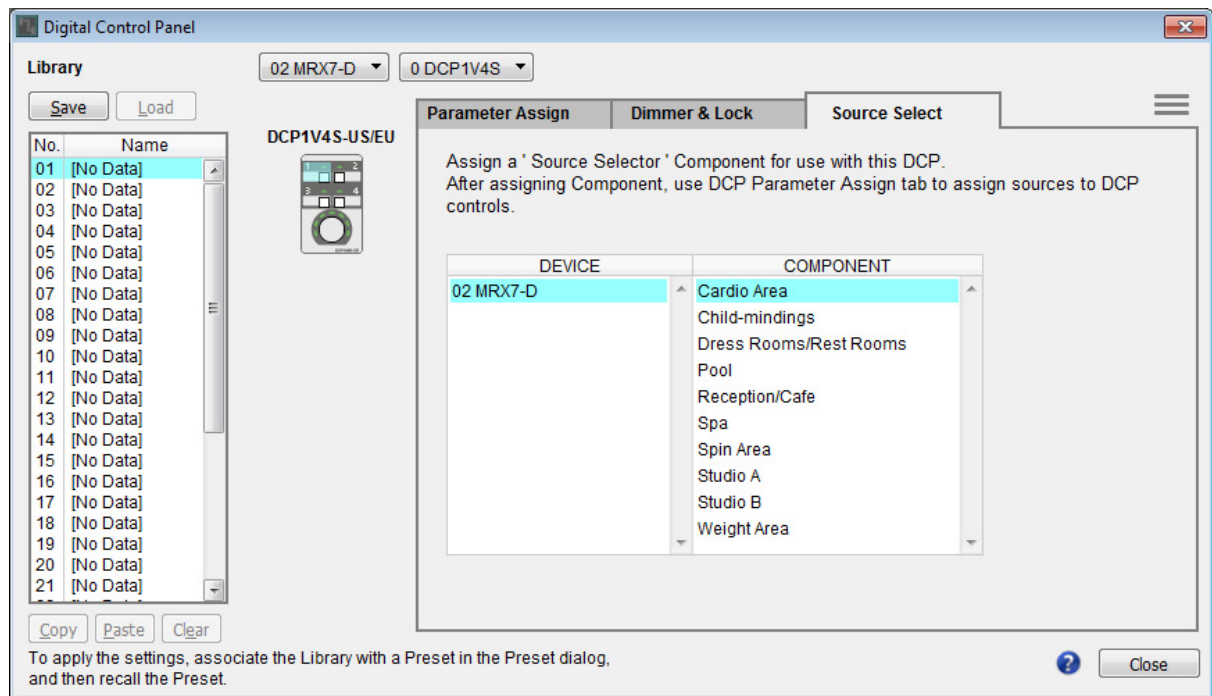 Digital Control Panel
Library
02 MRX7-D
0 DCP1V4S
Save
Load
Parameter Assign
Dimmer & Lock
Source Select
No.
Name
01 [No Data]
02 [No Data]
03 [No Data]
04 [No Data]
05 [No Data]
06 [No Data]
07 [No Data]
08 [No Data]
09 [No Data]
10 [No Data]
11 [No Data]
12 [No Data]
13 [No Data]
14 [No Data]
15 [No Data]
16 [No Data]
17 [No Data]
18 [No Data]
19 [No Data]
20 [No Data]
21 [No Data]
DCP1V4S-US/EU
1 2
3 4
Assign a ' Source Selector ' Component for use with this DCP.
After assigning Component, use DCP Parameter Assign tab to assign sources to DCP
controls.
DEVICE
COMPONENT
02 MRX7-D
Cardio Area
Child-mindings
Dress Rooms/Rest Rooms
Pool
Reception/Cafe
Spa
Spin Area
Studio A
Studio B
Weight Area
Copy
Paste
Clear
To apply the settings, associate the Library with a Preset in the Preset dialog,
and then recall the Preset.
?
Close